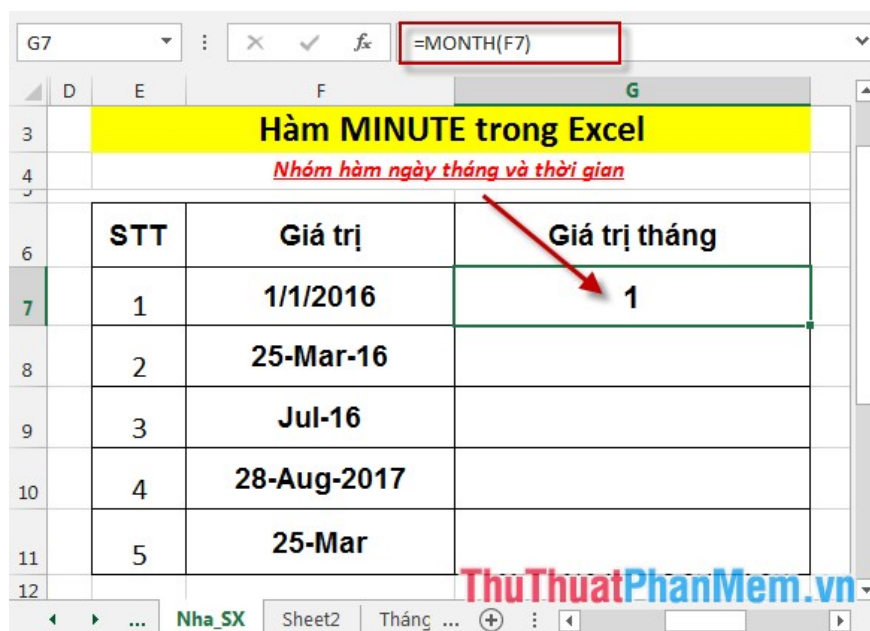 G7 fx =MONTH(F7)
D E F G
3 Hàm MINUTE trong Excel
4 Nhóm hàm ngày tháng và thời gian
5
6 STT Giá trị Giá trị tháng
7 1 1/1/2016 1
8 2 25-Mar-16
9 3 Jul-16
10 4 28-Aug-2017
11 5 25-Mar
12 ThuThuatPhanMem.vn
... Nha_SX Sheet2 Tháng ...